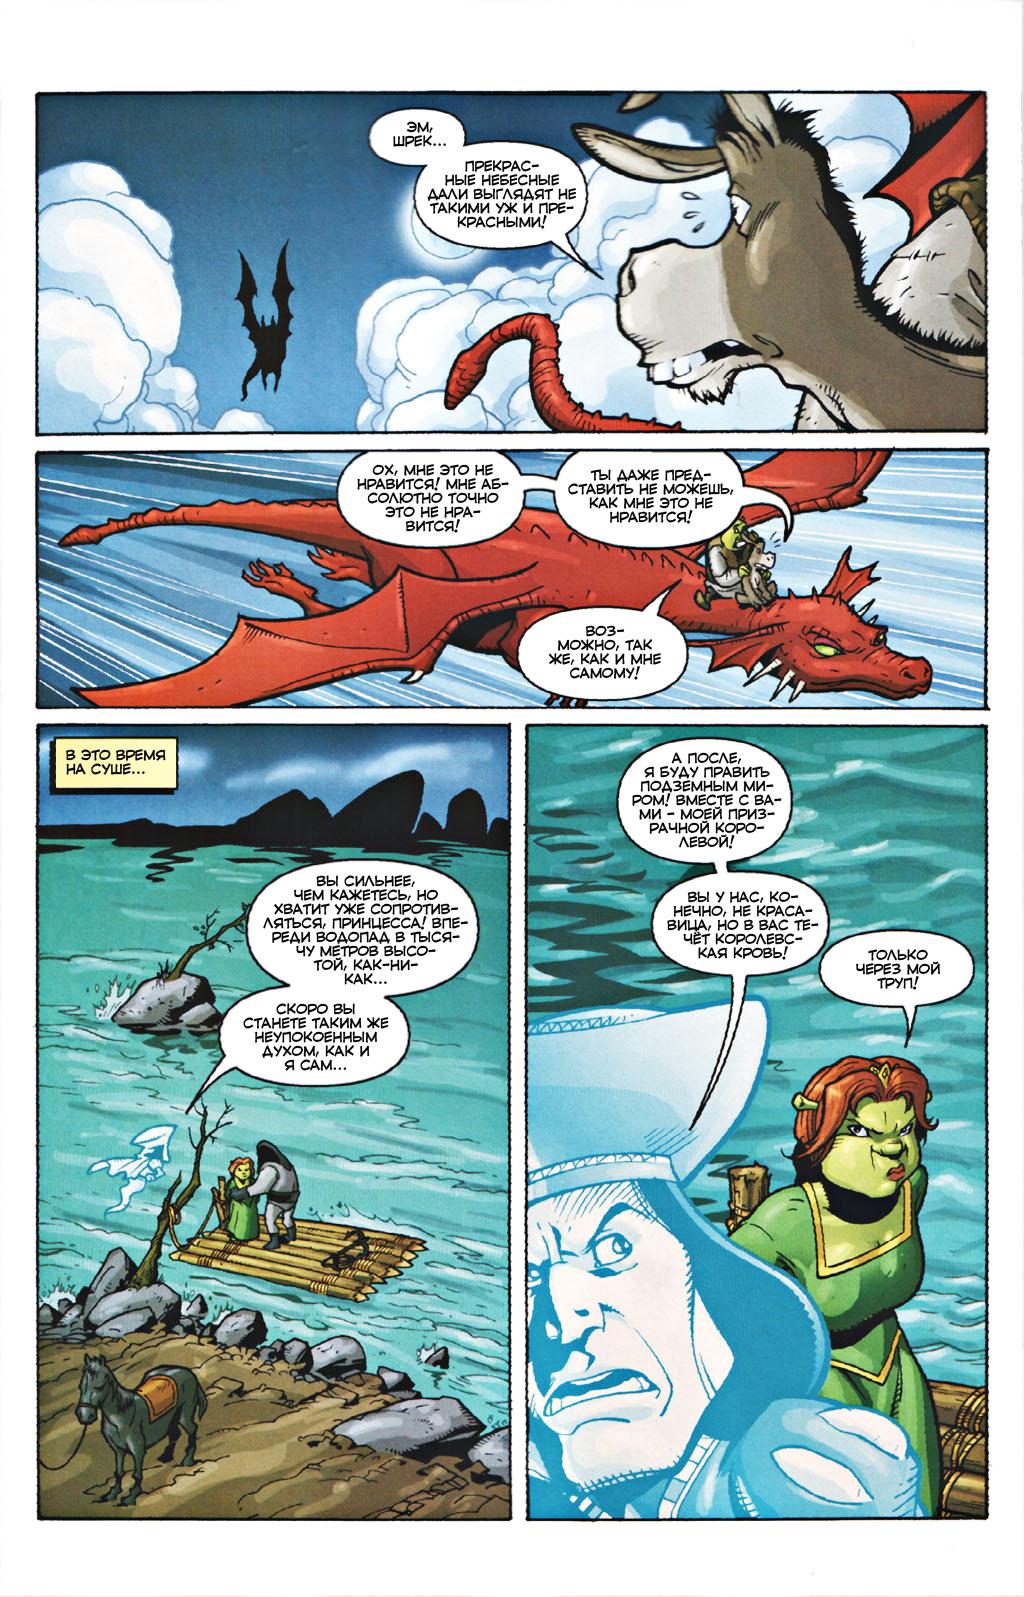 ЭМ,
ШРЕК...
ПРЕКРАС-
НЫЕ НЕБЕСНЫЕ
ДАЛИ ВЫГЛЯДЯТ НЕ
ТАКИМИ УЖ И ПРЕ-
КРАСНЫМИ!
ОХ, МНЕ ЭТО НЕ
НРАВИТСЯ! МНЕ АБ-
СОЛЮТНО ТОЧНО
ЭТО НЕ НРА-
ВИТСЯ!
ТЫ ДАЖЕ ПРЕД-
СТАВИТЬ НЕ МОЖЕШЬ,
КАК МНЕ ЭТО НЕ
НРАВИТСЯ!
ВОЗ-
МОЖНО, ТАК
ЖЕ, КАК И МНЕ
САМОМУ!
В ЭТО ВРЕМЯ
НА СУШЕ...
ВЫ СИЛЬНЕЕ,
ЧЕМ КАЖЕТЕСЬ, НО
ХВАТИТ УЖЕ СОПРОТИВ-
ЛЯТЬСЯ, ПРИНЦЕССА! ВПЕ-
РЕДИ ВОДОПАД В ТЫСЯ-
ЧУ МЕТРОВ ВЫСО-
ТОЙ, КАК-НИ-
КАК...
СКОРО ВЫ
СТАНЕТЕ ТАКИМ ЖЕ
НЕУПОКОЕННЫМ
ДУХОМ, КАК И
Я САМ...
А ПОСЛЕ,
Я БУДУ ПРАВИТЬ
ПОДЗЕМНЫМ МИ-
РОМ! ВМЕСТЕ С ВА-
МИ - МОЕЙ ПРИЗ-
РАЧНОЙ КОРО-
ЛЕВОЙ!
ВЫ У НАС, КО-
НЕЧНО, НЕ КРАСА-
ВИЦА, НО В ВАС ТЕ-
ЧЁТ КОРОЛЕВС-
КАЯ КРОВЬ!
ТОЛЬКО
ЧЕРЕЗ МОЙ
ТРУП!